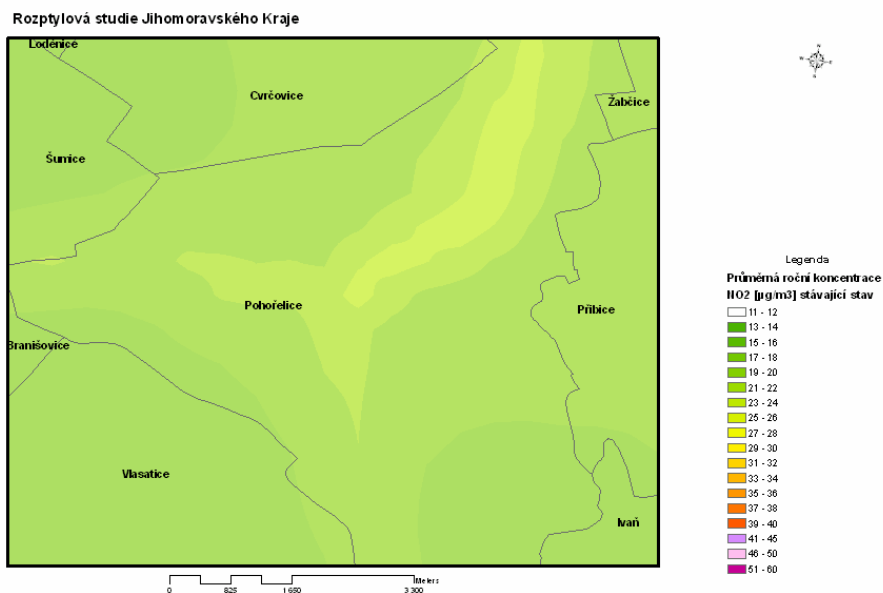 Rozptylová studie Jihomoravského Kraje
Loděnice
Cvrčovice
Žabčice
Šumice
Pohořelice
Přibice
Branišovice
Vlasatice
Ivaň
N
W
E
S
Legenda
Průměrná roční koncentrace
NO2 [µg/m3] stávající stav
11 - 12
13 - 14
15 - 16
17 - 18
19 - 20
21 - 22
23 - 24
25 - 26
27 - 28
29 - 30
31 - 32
33 - 34
35 - 36
37 - 38
39 - 40
41 - 45
46 - 50
51 - 60
Meters
0 825 1 650 3 300